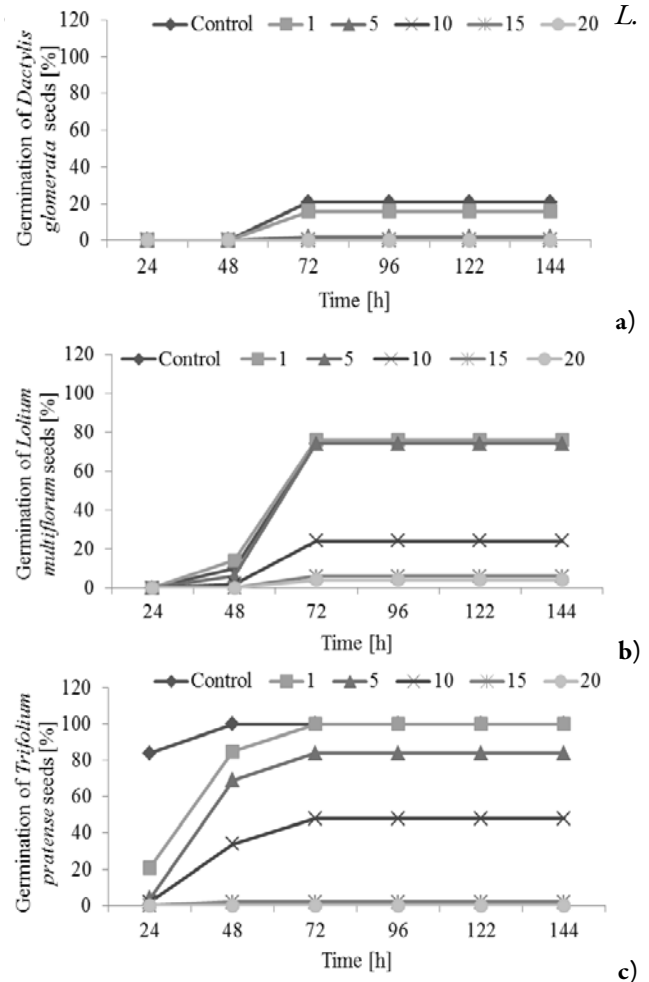 L.
Control 1 5 10 15 20
Germination of Dactylis
glomerata seeds [%]
120
100
80
60
40
20
0
24 48 72 96 122 144
Time [h]
a)
Control 1 5 10 15 20
Germination of Lolium
multiflorum seeds [%]
120
100
80
60
40
20
0
24 48 72 96 122 144
Time [h]
b)
Control 1 5 10 15 20
Germination of Trifolium
pratense seeds [%]
120
100
80
60
40
20
0
24 48 72 96 122 144
Time [h]
c)